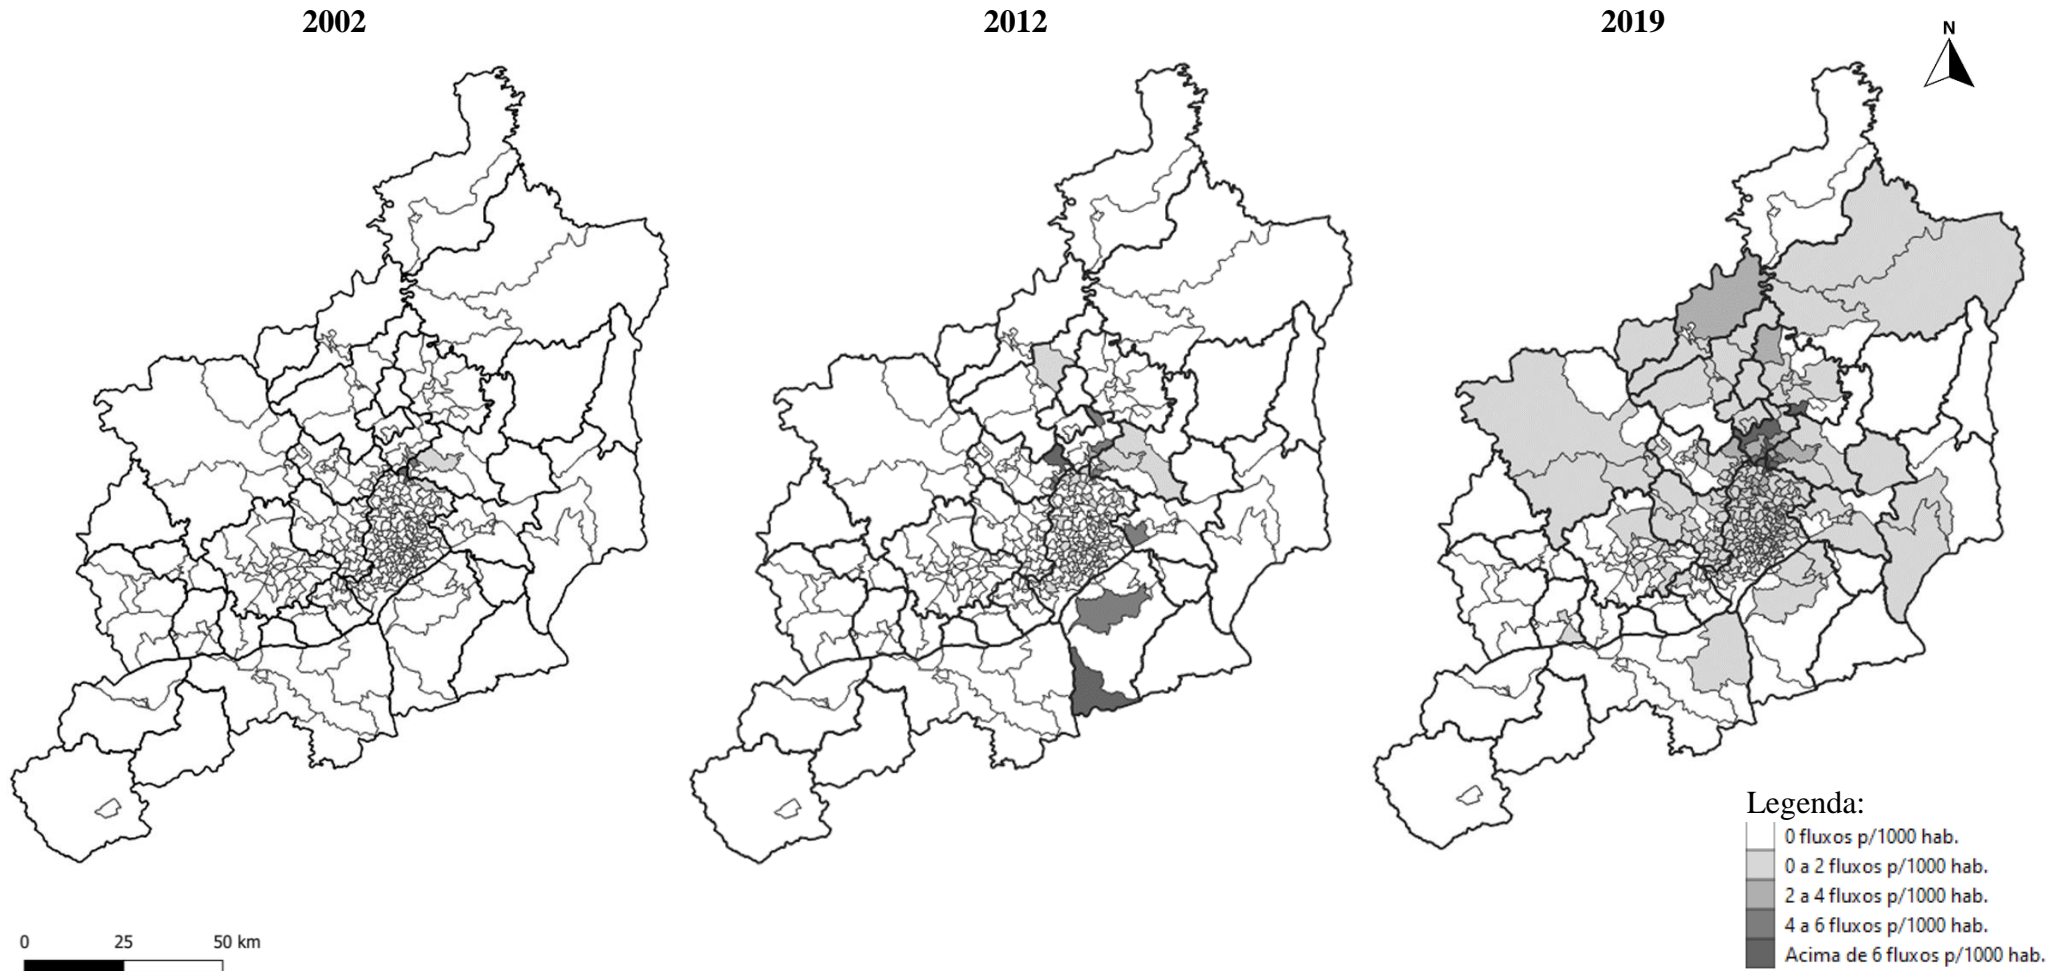 2002
2012
2019
N
Legenda:
0 fluxos p/1000 hab.
0 a 2 fluxos p/1000 hab.
2 a 4 fluxos p/1000 hab.
4 a 6 fluxos p/1000 hab.
Acima de 6 fluxos p/1000 hab.
0 25 50 km